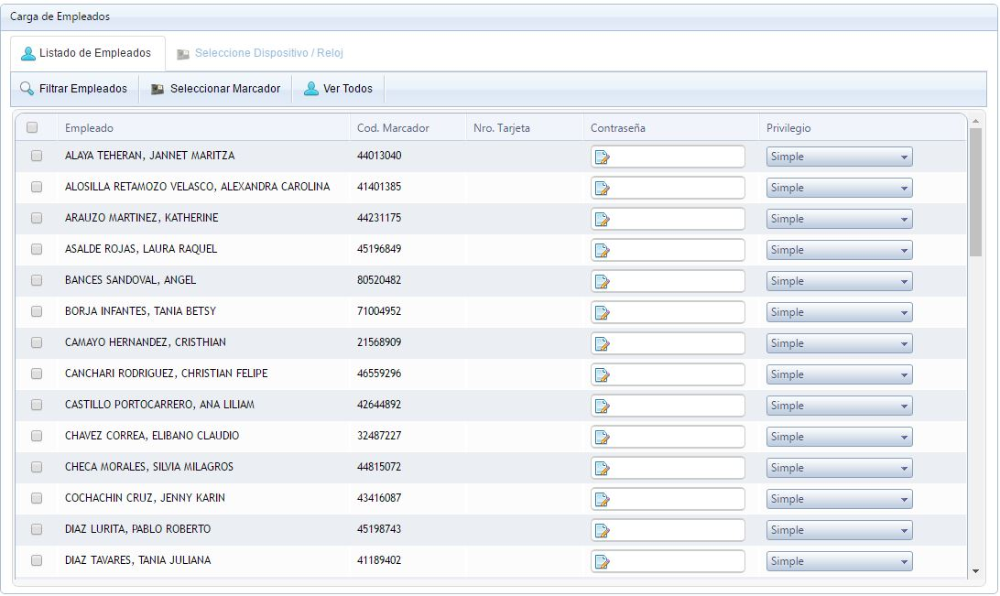 Carga de Empleados
Listado de Empleados Seleccione Dispositivo / Reloj
Filtrar Empleados Seleccionar Marcador Ver Todos
Empleado Cod. Marcador Nro. Tarjeta Contraseña Privilegio
ALAYA TEHERAN, JANNET MARITZA 44013040 Simple
ALOSILLA RETAMOZO VELASCO, ALEXANDRA CAROLINA 41401385 Simple
ARAUZO MARTINEZ, KATHERINE 44231175 Simple
ASALDE ROJAS, LAURA RAQUEL 45196849 Simple
BANCES SANDOVAL, ANGEL 80520482 Simple
BORJA INFANTES, TANIA BETSY 71004952 Simple
CAMAYO HERNANDEZ, CRISTHIAN 21568909 Simple
CANCHARI RODRIGUEZ, CHRISTIAN FELIPE 46559296 Simple
CASTILLO PORTOCARRERO, ANA LILIAM 42644892 Simple
CHAVEZ CORREA, ELIBANO CLAUDIO 32487227 Simple
CHECA MORALES, SILVIA MILAGROS 44815072 Simple
COCHACHIN CRUZ, JENNY KARIN 43416087 Simple
DIAZ LURITA, PABLO ROBERTO 45198743 Simple
DIAZ TAVARES, TANIA JULIANA 41189402 Simple